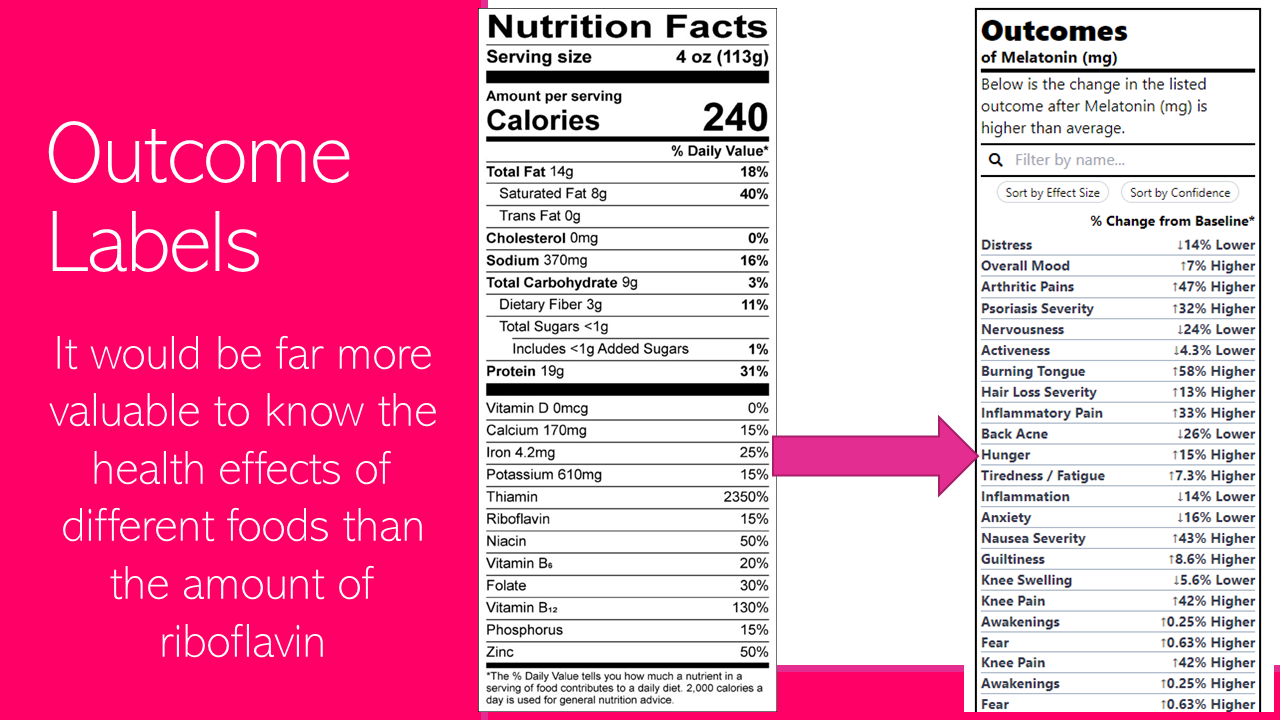 Outcome
Labels
It would be far more
valuable to know the
health effects of
different foods than
the amount of
riboflavin
Nutrition Facts
Serving size 4 oz (113g)
Amount per serving
Calories 240
% Daily Value*
Total Fat 14g 18%
Saturated Fat 8g 40%
Trans Fat 0g
Cholesterol 0mg 0%
Sodium 370mg 16%
Total Carbohydrate 9g 3%
Dietary Fiber 3g 11%
Total Sugars <1g
Includes <1g Added Sugars 1%
Protein 19g 31%
Vitamin D 0mcg 0%
Calcium 170mg 15%
Iron 4.2mg 25%
Potassium 610mg 15%
Thiamin 2350%
Riboflavin 15%
Niacin 50%
Vitamin B₆ 20%
Folate 30%
Vitamin B₁₂ 130%
Phosphorus 15%
Zinc 50%
*The % Daily Value tells you how much a nutrient in a
serving of food contributes to a daily diet. 2,000 calories a
day is used for general nutrition advice.
Outcomes
of Melatonin (mg)
Below is the change in the listed
outcome after Melatonin (mg) is
higher than average.
Filter by name...
Sort by Effect Size Sort by Confidence
% Change from Baseline*
Distress ↓14% Lower
Overall Mood ↑7% Higher
Arthritic Pains ↑47% Higher
Psoriasis Severity ↑32% Higher
Nervousness ↓24% Lower
Activeness ↓4.3% Lower
Burning Tongue ↑58% Higher
Hair Loss Severity ↑13% Higher
Inflammatory Pain ↑33% Higher
Back Acne ↓26% Lower
Hunger ↑15% Higher
Tiredness / Fatigue ↑7.3% Higher
Inflammation ↓14% Lower
Anxiety ↓16% Lower
Nausea Severity ↑43% Higher
Guiltiness ↑8.6% Higher
Knee Swelling ↓5.6% Lower
Knee Pain ↑42% Higher
Awakenings ↑0.25% Higher
Fear ↑0.63% Higher
Knee Pain ↑42% Higher
Awakenings ↑0.25% Higher
Fear ↑0.63% Higher